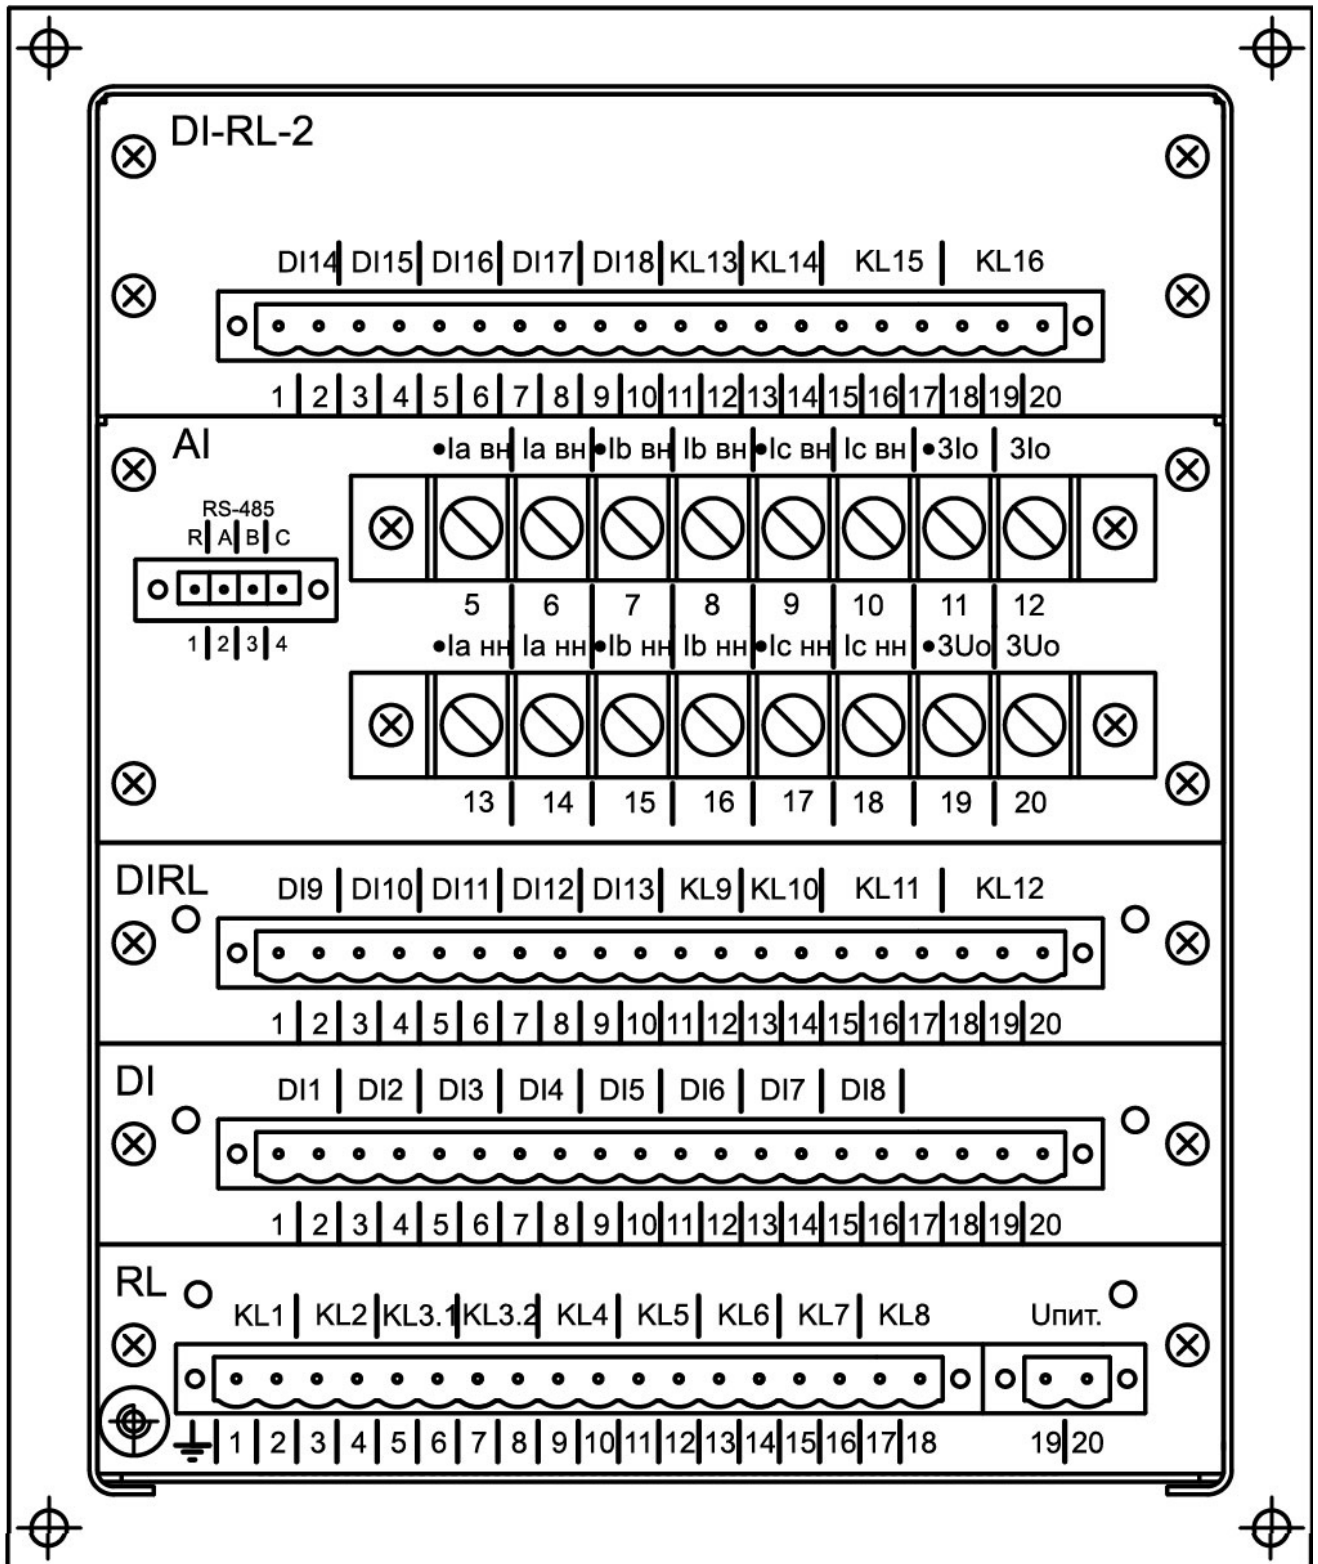 DI-RL-2
DI14 DI15 DI16 DI17 DI18 KL13 KL14 KL15 KL16
1 2 3 4 5 6 7 8 9 10 11 12 13 14 15 16 17 18 19 20
AI
•Ia вн Ia вн •Ib вн Ib вн •Ic вн Ic вн •3Io 3Io
RS-485
R A B C
5 6 7 8 9 10 11 12
1 2 3 4
•Ia нн Ia нн •Ib нн Ib нн •Ic нн Ic нн •3Uo 3Uo
13 14 15 16 17 18 19 20
DIRL
DI9 DI10 DI11 DI12 DI13 KL9 KL10 KL11 KL12
1 2 3 4 5 6 7 8 9 10 11 12 13 14 15 16 17 18 19 20
DI
DI1 DI2 DI3 DI4 DI5 DI6 DI7 DI8
1 2 3 4 5 6 7 8 9 10 11 12 13 14 15 16 17 18 19 20
RL
KL1 KL2 KL3.1 KL3.2 KL4 KL5 KL6 KL7 KL8 Uпит.
1 2 3 4 5 6 7 8 9 10 11 12 13 14 15 16 17 18 19 20